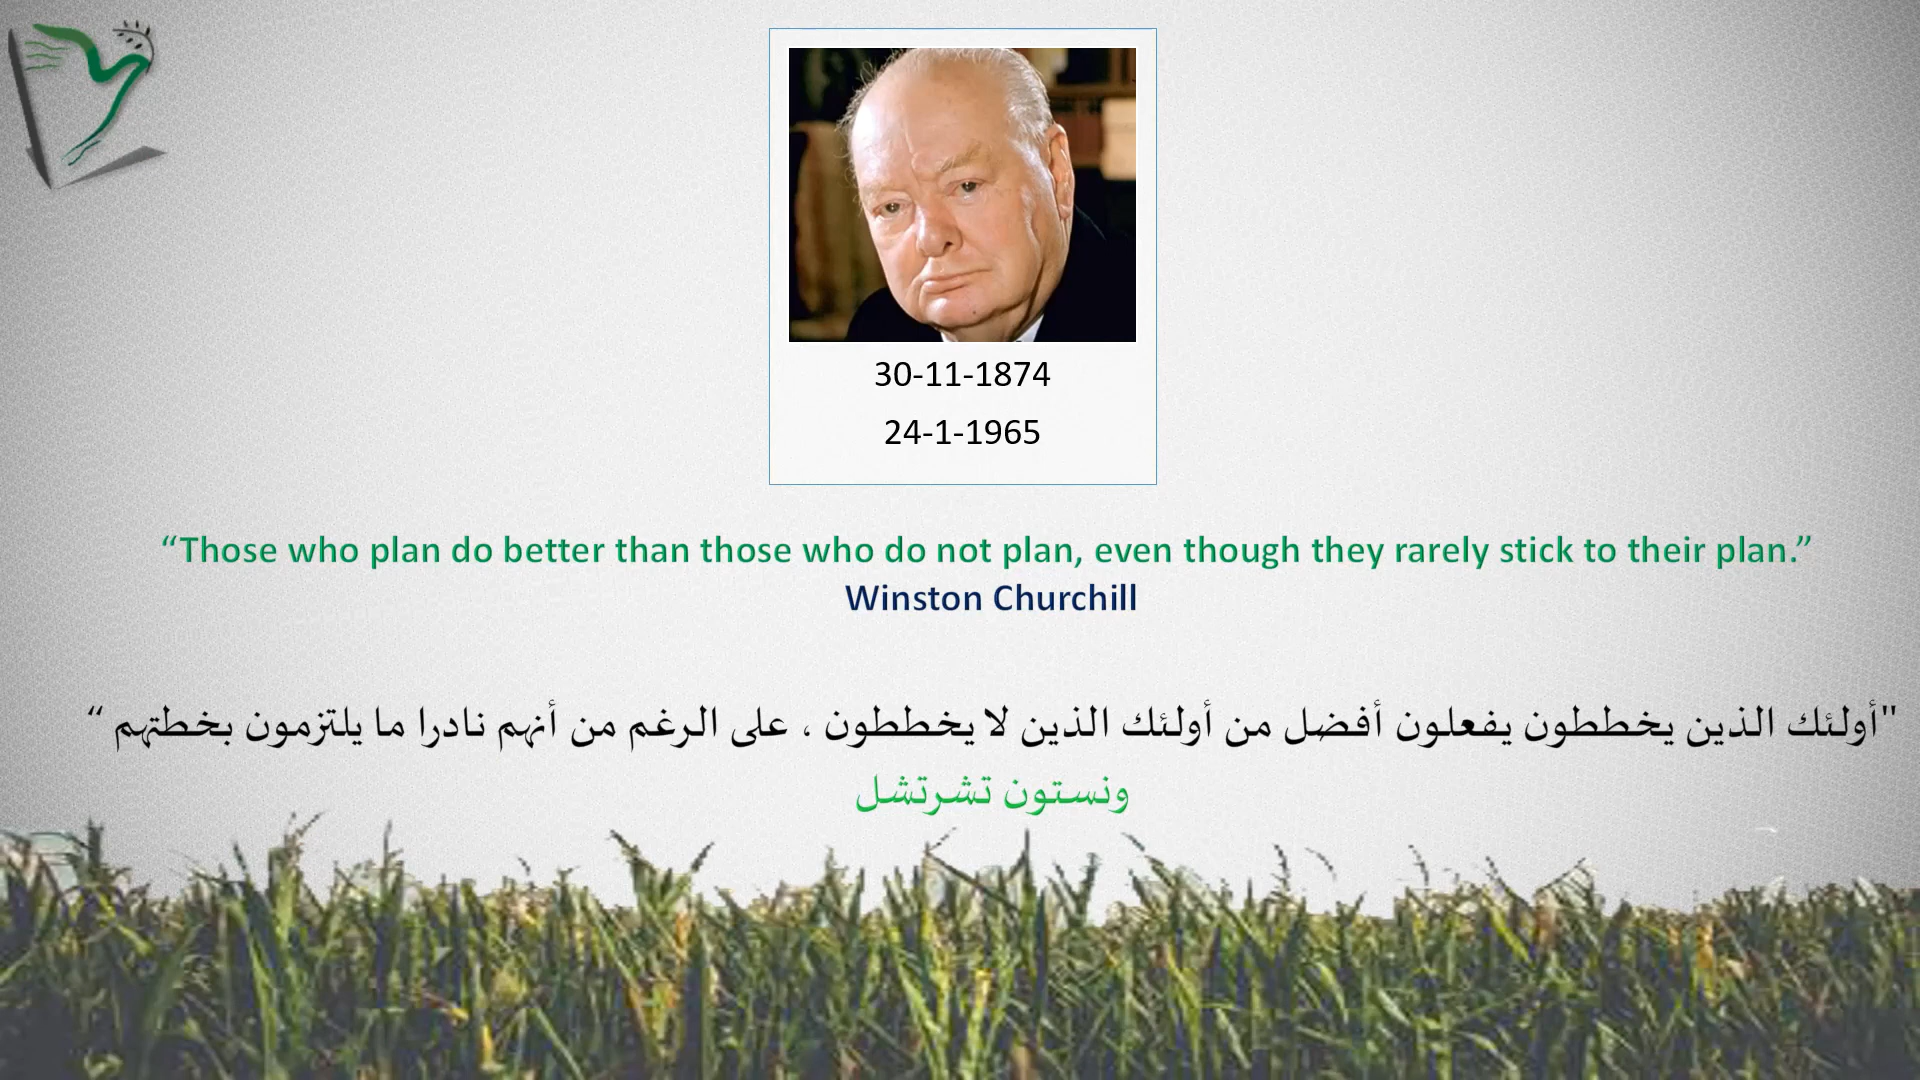 30-11-1874
24-1-1965
“Those who plan do better than those who do not plan, even though they rarely stick to their plan.”
Winston Churchill
"أولئك الذين يخططون يفعلون أفضل من أولئك الذين لا يخططون ، على الرغم من أنهم نادرا ما يلتزمون بخطتهم “
ونستون تشرتشل